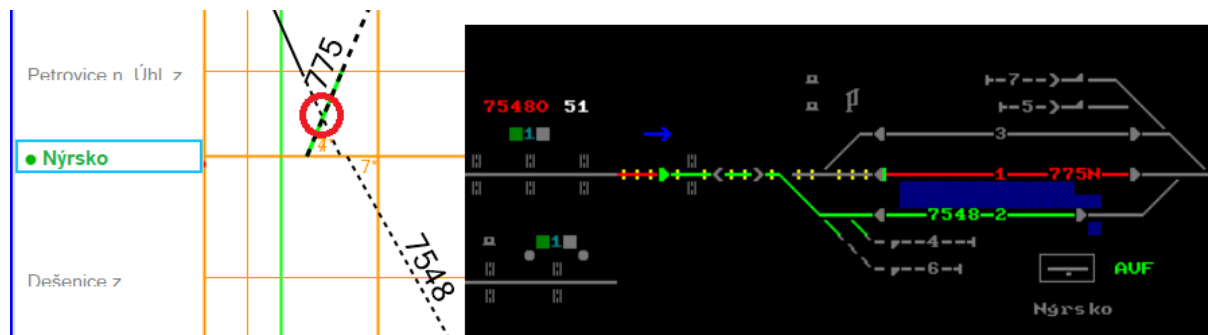 Petrovice n. Úhl. z
Nýrsko
Dešenice z
775
4*
7*
7548
75480 51
1
7
5
3
1 775N
7548-2
1
4
6
AVF
Nýrsko